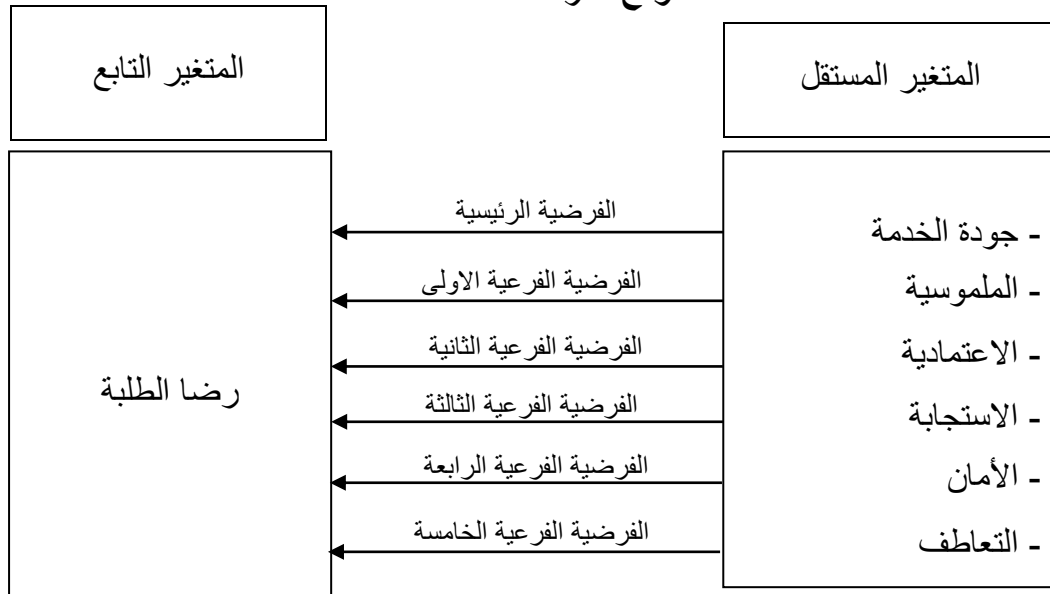 المتغير المستقل
المتغير التابع
الفرضية الرئيسية
- جودة الخدمة
الفرضية الفرعية الاولى
- الملموسية
الفرضية الفرعية الثانية
- الاعتمادية
رضا الطلبة
الفرضية الفرعية الثالثة
- الاستجابة
الفرضية الفرعية الرابعة
- الأمان
الفرضية الفرعية الخامسة
- التعاطف